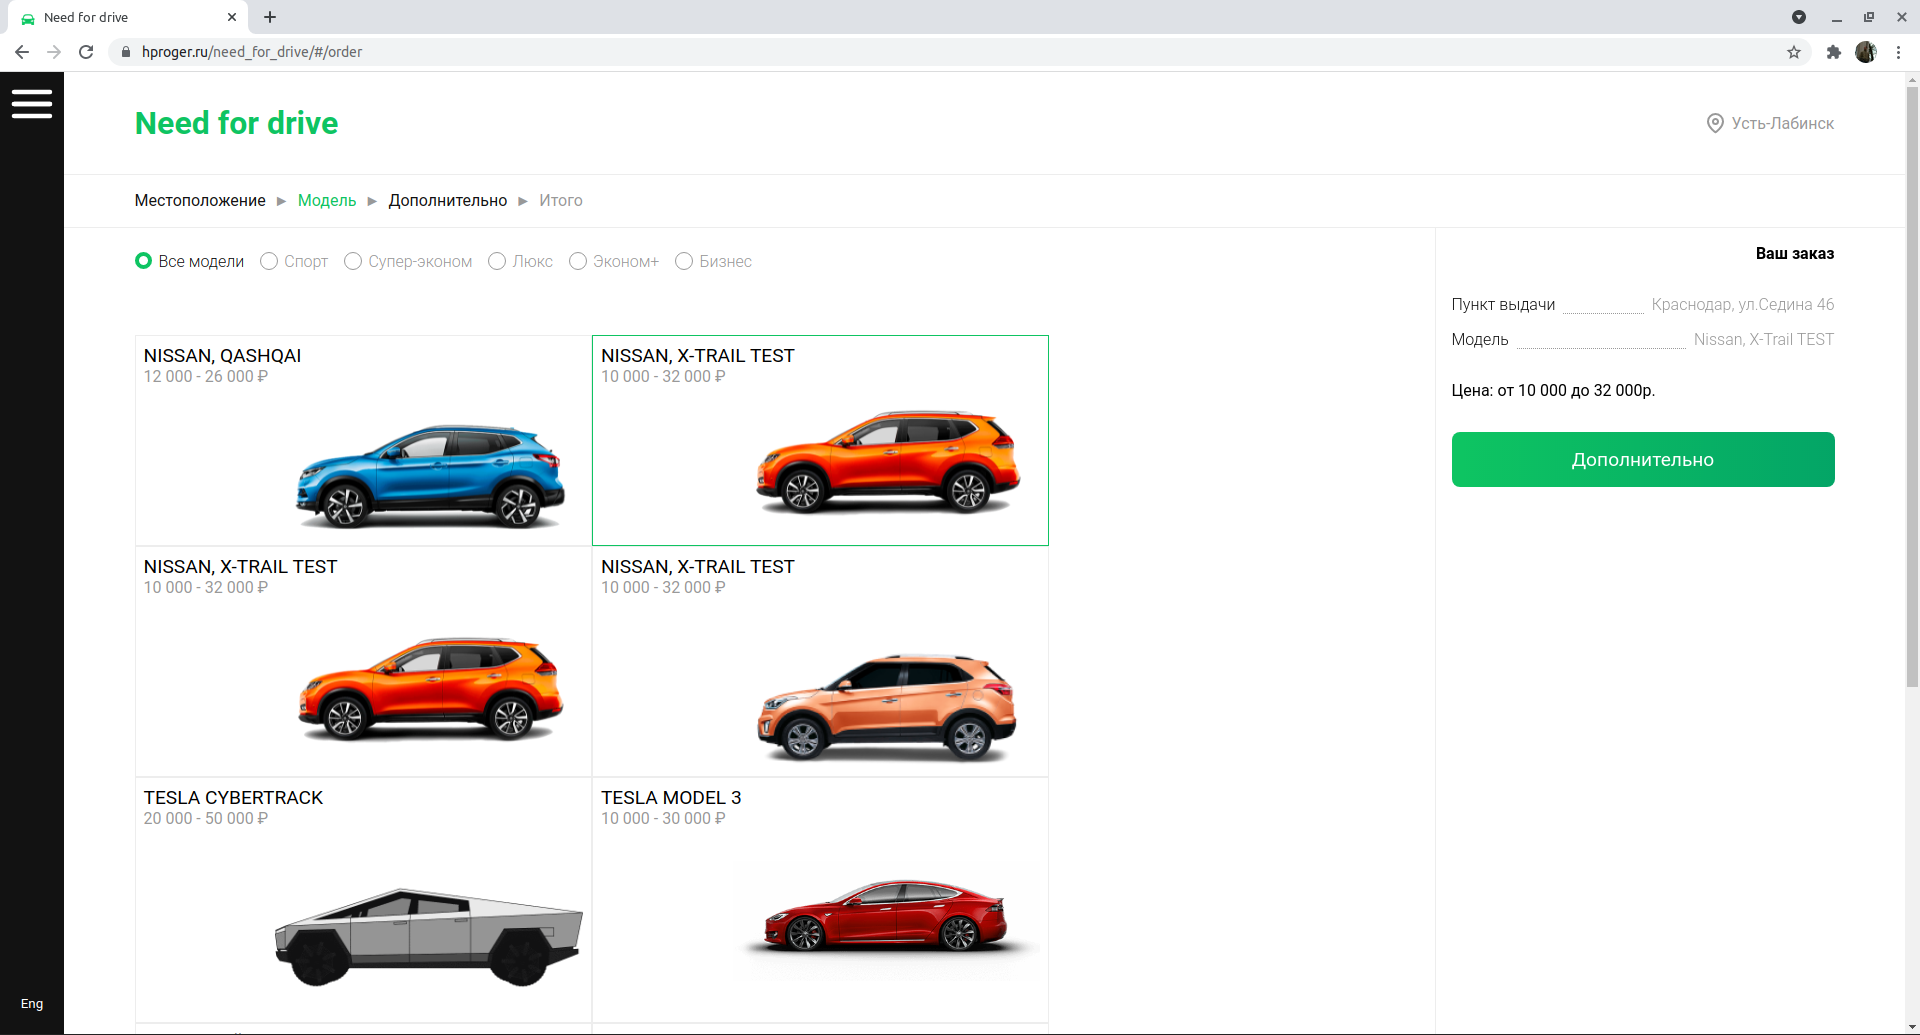 Need for drive
hproger.ru/need_for_drive/#/order
Need for drive
Усть-Лабинск
Местоположение ► Модель ► Дополнительно ► Итого
Все модели Спорт Супер-эконом Люкс Эконом+ Бизнес
Ваш заказ
Пункт выдачи Краснодар, ул.Седина 46
Модель Nissan, X-Trail TEST
Цена: от 10 000 до 32 000р.
Дополнительно
NISSAN, QASHQAI
12 000 - 26 000 ₽
NISSAN, X-TRAIL TEST
10 000 - 32 000 ₽
NISSAN, X-TRAIL TEST
10 000 - 32 000 ₽
NISSAN, X-TRAIL TEST
10 000 - 32 000 ₽
TESLA CYBERTRACK
20 000 - 50 000 ₽
TESLA MODEL 3
10 000 - 30 000 ₽
Eng